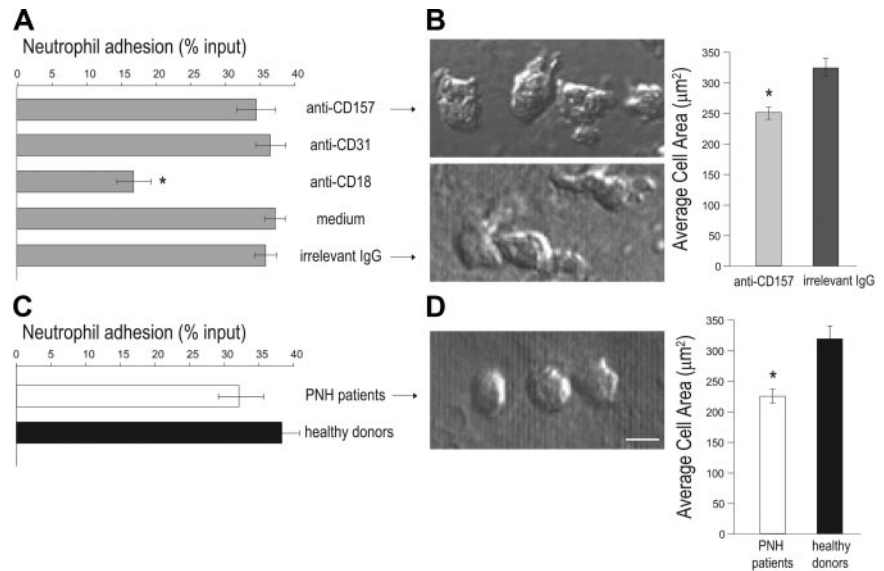 A
Neutrophil adhesion (% input)
0 5 10 15 20 25 30 35 40
anti-CD157
anti-CD31
anti-CD18
*
medium
irrelevant IgG
B
Average Cell Area (μm²)
350
300
250
200
150
100
50
0
*
anti-CD157 irrelevant IgG
C
Neutrophil adhesion (% input)
0 5 10 15 20 25 30 35 40
PNH patients
healthy donors
D
Average Cell Area (μm²)
350
300
250
200
150
100
50
0
*
PNH patients
healthy donors